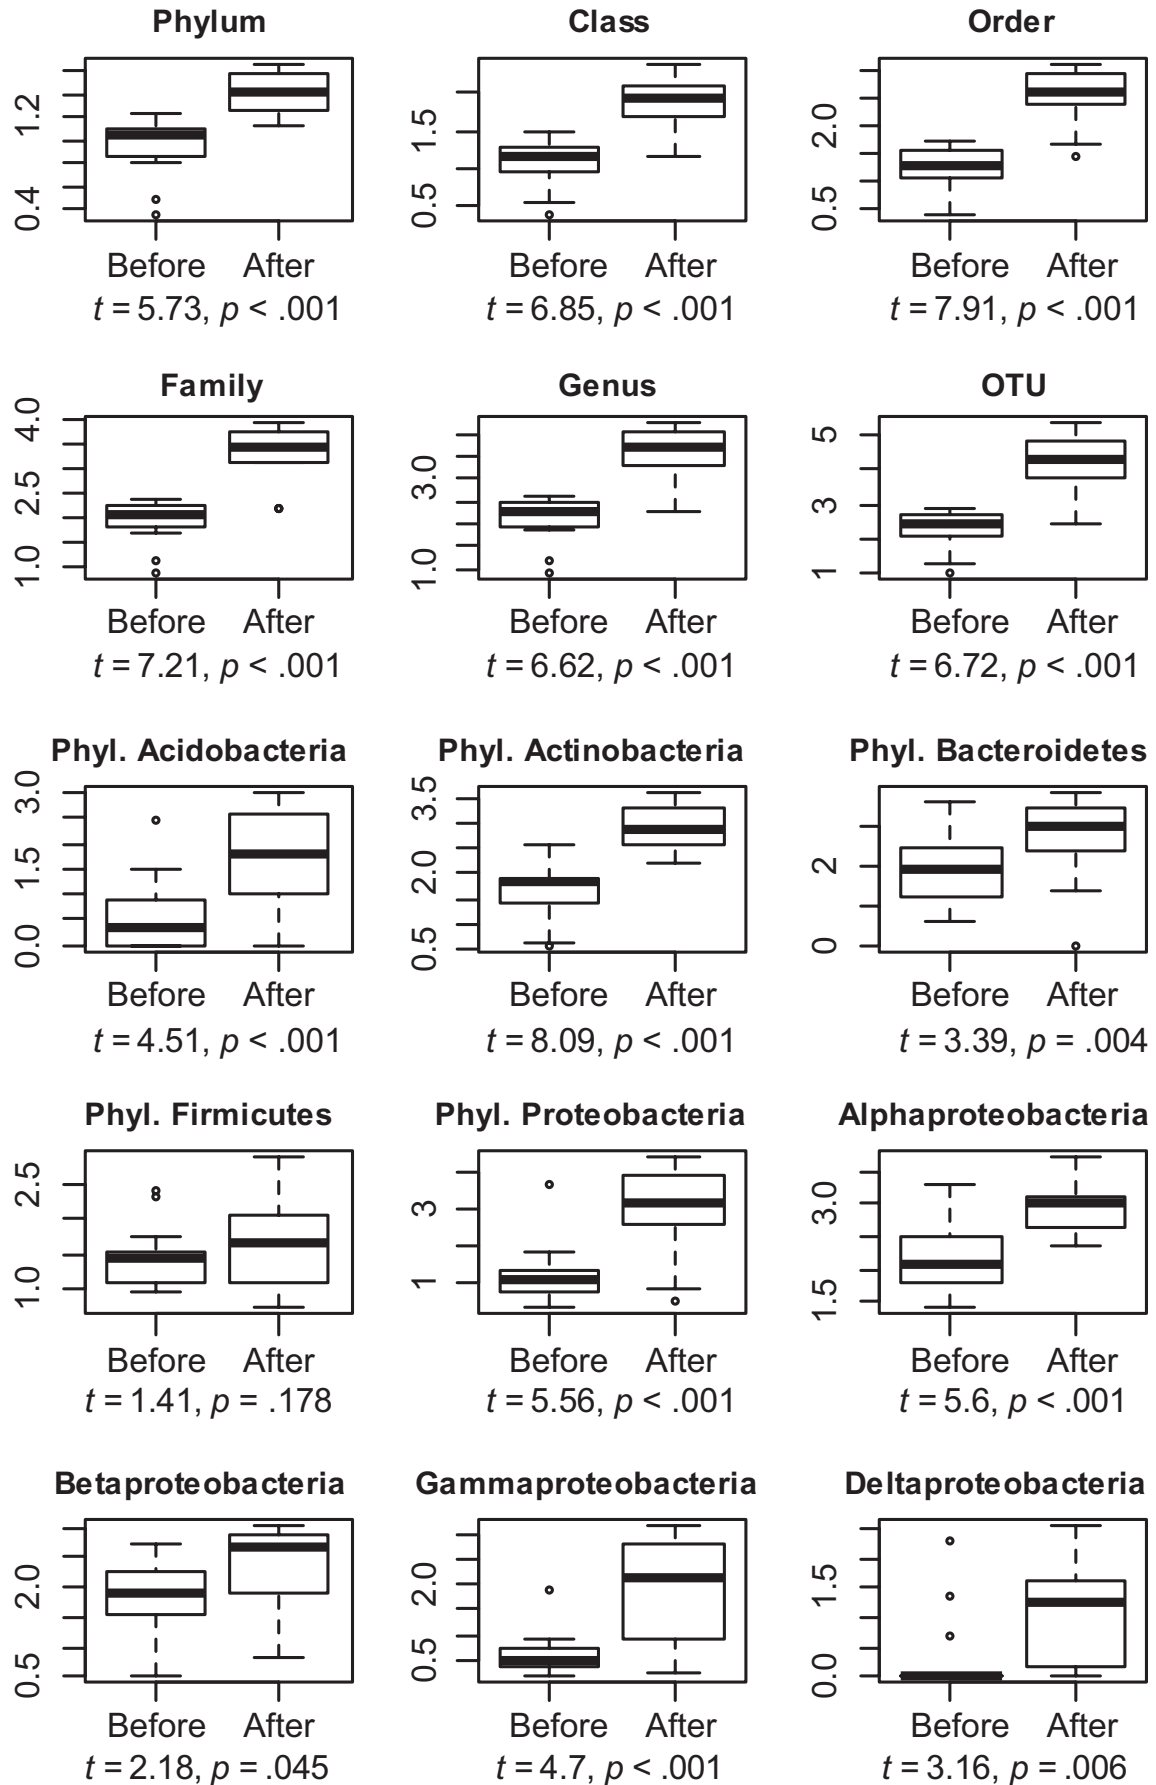 Phylum Class Order
1.2
0.4
1.5
0.5
2.0
0.5
Before After Before After Before After
t = 5.73, p < .001 t = 6.85, p < .001 t = 7.91, p < .001
Family Genus OTU
4.0
2.5
1.0
3.0
1.0
5
3
1
Before After Before After Before After
t = 7.21, p < .001 t = 6.62, p < .001 t = 6.72, p < .001
Phyl. Acidobacteria Phyl. Actinobacteria Phyl. Bacteroidetes
3.0
1.5
0.0
3.5
2.0
0.5
2
0
Before After Before After Before After
t = 4.51, p < .001 t = 8.09, p < .001 t = 3.39, p = .004
Phyl. Firmicutes Phyl. Proteobacteria Alphaproteobacteria
2.5
1.0
3
1
3.0
1.5
Before After Before After Before After
t = 1.41, p = .178 t = 5.56, p < .001 t = 5.6, p < .001
Betaproteobacteria Gammaproteobacteria Deltaproteobacteria
2.0
0.5
2.0
0.5
1.5
0.0
Before After Before After Before After
t = 2.18, p = .045 t = 4.7, p < .001 t = 3.16, p = .006